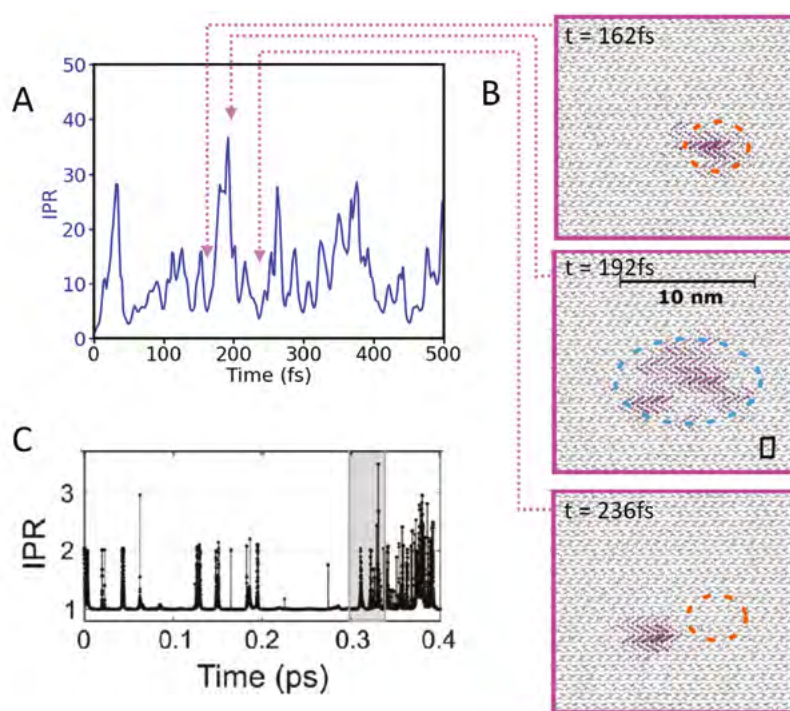 A
50
40
30
20
10
0
IPR
0
100
200
300
400
500
Time (fs)
B
t = 162fs
t = 192fs
10 nm
t = 236fs
C
3
2
1
IPR
0
0.1
0.2
0.3
0.4
Time (ps)